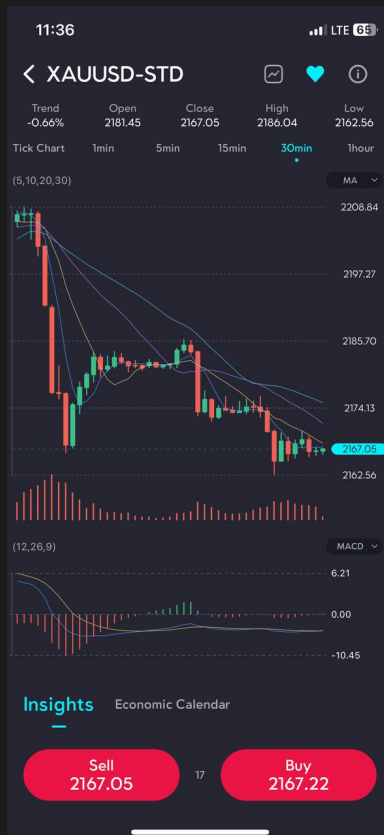 11:36 LTE 65
XAUUSD-STD
Trend Open Close High Low
-0.66% 2181.45 2167.05 2186.04 2162.56
Tick Chart 1min 5min 15min 30min 1hour
(5,10,20,30) MA
2208.84
2197.27
2185.70
2174.13
2167.05
2162.56
(12,26,9) MACD
6.21
0.00
-10.45
Insights Economic Calendar
Sell 17 Buy
2167.05 2167.22